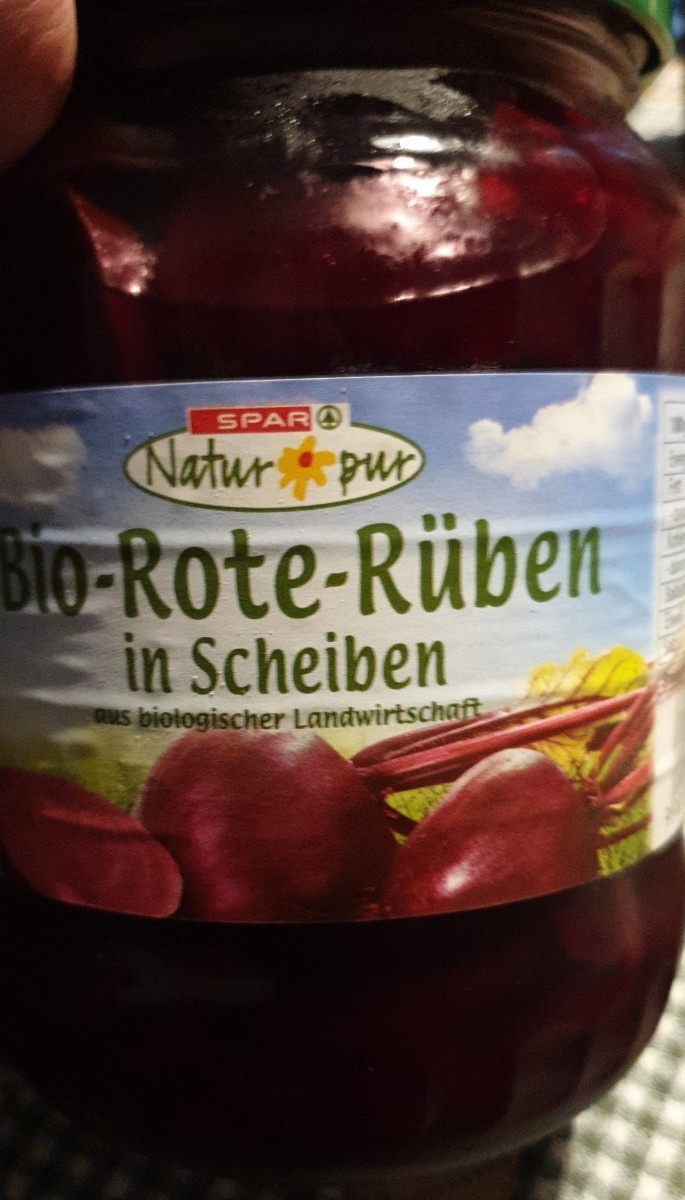 SPAR
Natur pur
Bio-Rote-Rüben
in Scheiben
aus biologischer Landwirtschaft